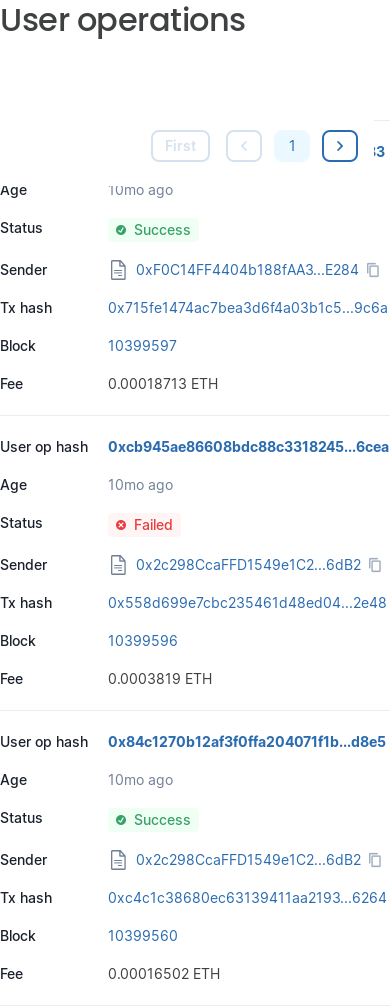 User operations
First 1 33
Age 10mo ago
Status Success
Sender 0xF0C14FF4404b188fAA3...E284
Tx hash 0x715fe1474ac7bea3d6f4a03b1c5...9c6a
Block 10399597
Fee 0.00018713 ETH
User op hash 0xcb945ae86608bdc88c3318245...6cea
Age 10mo ago
Status Failed
Sender 0x2c298CcaFFD1549e1C2...6dB2
Tx hash 0x558d699e7cbc235461d48ed04...2e48
Block 10399596
Fee 0.0003819 ETH
User op hash 0x84c1270b12af3f0ffa204071f1b...d8e5
Age 10mo ago
Status Success
Sender 0x2c298CcaFFD1549e1C2...6dB2
Tx hash 0xc4c1c38680ec63139411aa2193...6264
Block 10399560
Fee 0.00016502 ETH